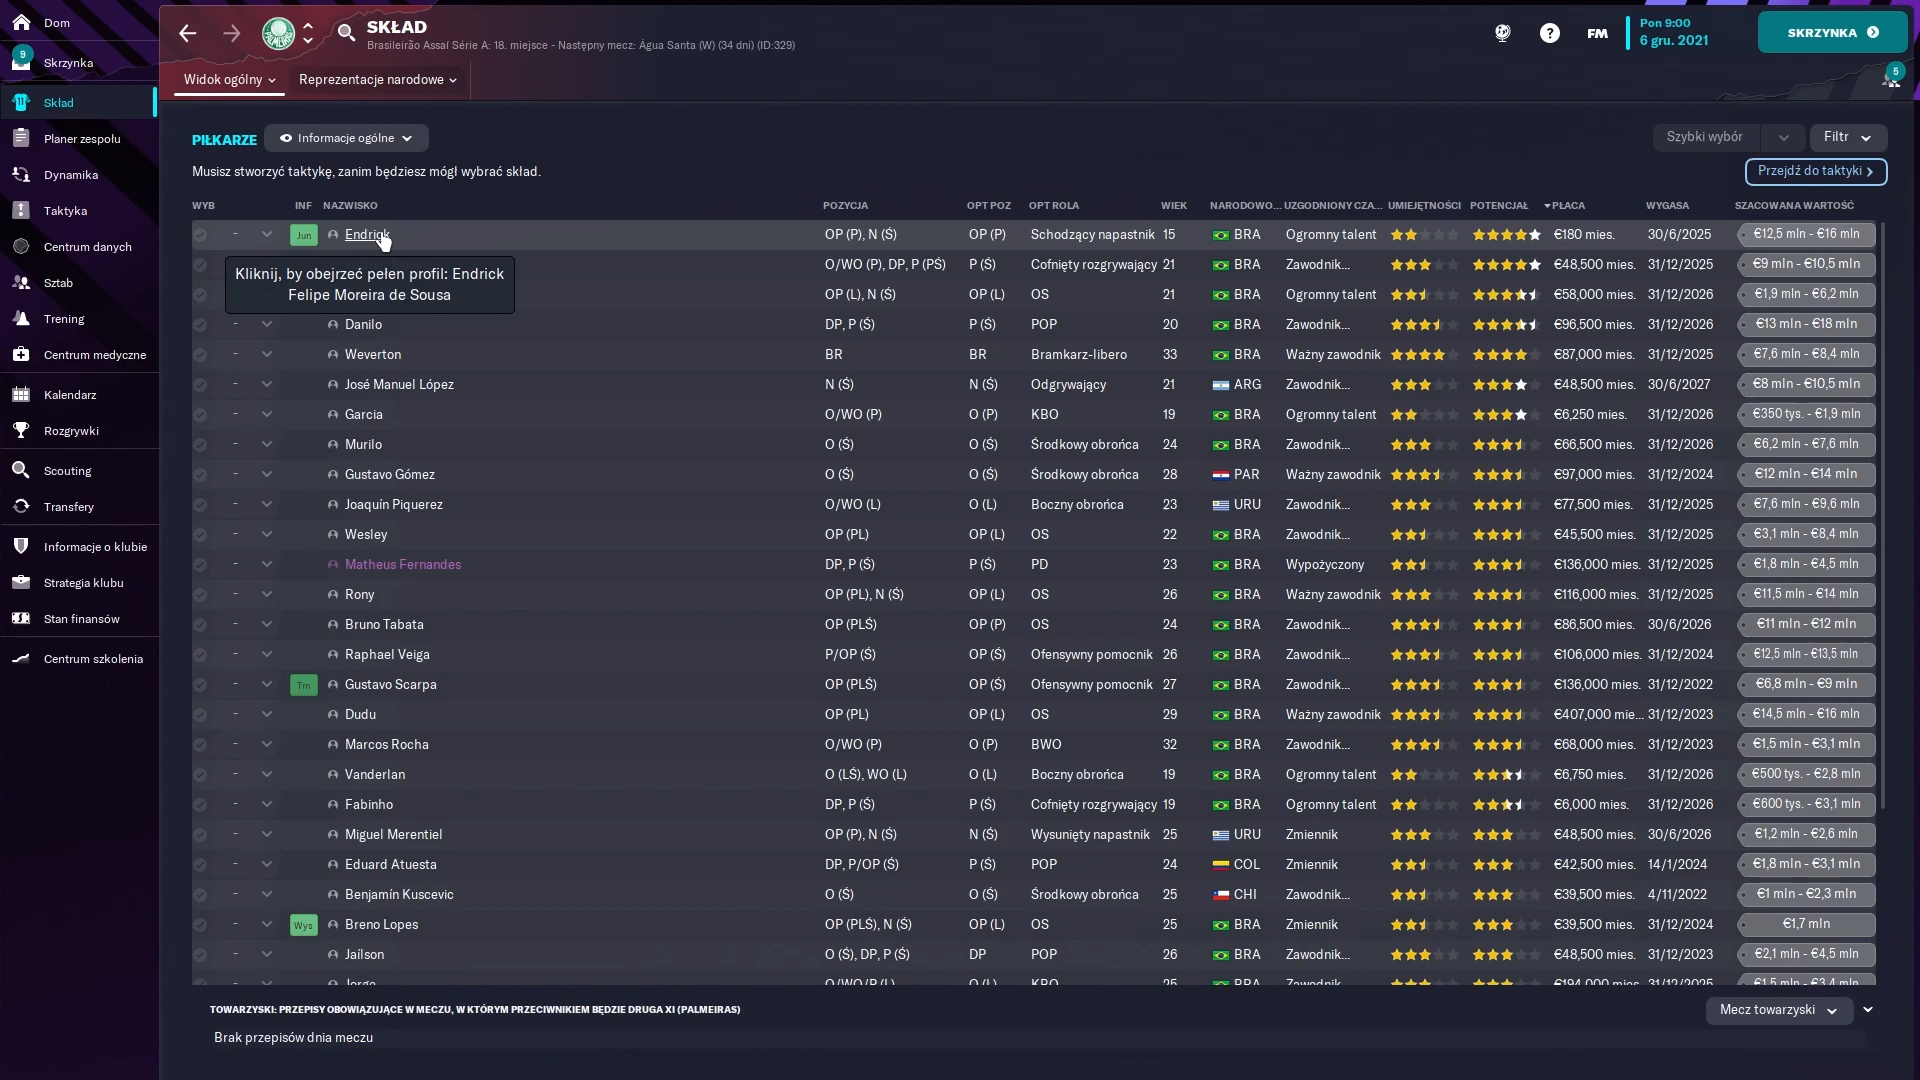 Dom
9
Skrzynka
Skład
Planer zespołu
Dynamika
Taktyka
Centrum danych
Sztab
Trening
Centrum medyczne
Kalendarz
Rozgrywki
Scouting
Transfery
Informacje o klubie
Strategia klubu
Stan finansów
Centrum szkolenia
SKŁAD
Brasileirão Assaí Série A: 18. miejsce - Następny mecz: Água Santa (W) (34 dni) (ID:329)
? FM Pon 9:00
6 gru. 2021
SKRZYNKA
5
Widok ogólny Reprezentacje narodowe
PIŁKARZE Informacje ogólne Szybki wybór Filtr
Musisz stworzyć taktykę, zanim będziesz mógł wybrać skład. Przejdź do taktyki
WYB INF NAZWISKO POZYCJA OPT POZ OPT ROLA WIEK NARODOWO... UZGODNIONY CZA... UMIEJĘTNOŚCI POTENCJAŁ PŁACA WYGASA SZACOWANA WARTOŚĆ
- Jun Endrick OP (P), N (Ś) OP (P) Schodzący napastnik 15 BRA Ogromny talent €180 mies. 30/6/2025 €12,5 mln - €16 mln
O/WO (P), DP, P (PŚ) P (Ś) Cofnięty rozgrywający 21 BRA Zawodnik... €48,500 mies. 31/12/2025 €9 mln - €10,5 mln
Kliknij, by obejrzeć pełen profil: Endrick
Felipe Moreira de Sousa
OP (L), N (Ś) OP (L) OS 21 BRA Ogromny talent €58,000 mies. 31/12/2026 €1,9 mln - €6,2 mln
- Danilo DP, P (Ś) P (Ś) POP 20 BRA Zawodnik... €96,500 mies. 31/12/2026 €13 mln - €18 mln
- Weverton BR BR Bramkarz-libero 33 BRA Ważny zawodnik €87,000 mies. 31/12/2025 €7,6 mln - €8,4 mln
- José Manuel López N (Ś) N (Ś) Odgrywający 21 ARG Zawodnik... €48,500 mies. 30/6/2027 €8 mln - €10,5 mln
- Garcia O/WO (P) O (P) KBO 19 BRA Ogromny talent €6,250 mies. 31/12/2026 €350 tys. - €1,9 mln
- Murilo O (Ś) O (Ś) Środkowy obrońca 24 BRA Zawodnik... €66,500 mies. 31/12/2026 €6,2 mln - €7,6 mln
- Gustavo Gómez O (Ś) O (Ś) Środkowy obrońca 28 PAR Ważny zawodnik €97,000 mies. 31/12/2024 €12 mln - €14 mln
- Joaquín Piquerez O/WO (L) O (L) Boczny obrońca 23 URU Zawodnik... €77,500 mies. 31/12/2025 €7,6 mln - €9,6 mln
- Wesley OP (PL) OP (L) OS 22 BRA Zawodnik... €45,500 mies. 31/12/2025 €3,1 mln - €8,4 mln
- Matheus Fernandes DP, P (Ś) P (Ś) PD 23 BRA Wypożyczony €136,000 mies. 31/12/2025 €1,8 mln - €4,5 mln
- Rony OP (PL), N (Ś) OP (L) OS 26 BRA Ważny zawodnik €116,000 mies. 31/12/2025 €11,5 mln - €14 mln
- Bruno Tabata OP (PLŚ) OP (P) OS 24 BRA Zawodnik... €86,500 mies. 30/6/2026 €11 mln - €12 mln
- Raphael Veiga P/OP (Ś) OP (Ś) Ofensywny pomocnik 26 BRA Zawodnik... €106,000 mies. 31/12/2024 €12,5 mln - €13,5 mln
- Trn Gustavo Scarpa OP (PLŚ) OP (Ś) Ofensywny pomocnik 27 BRA Zawodnik... €136,000 mies. 31/12/2022 €6,8 mln - €9 mln
- Dudu OP (PL) OP (L) OS 29 BRA Ważny zawodnik €407,000 mie... 31/12/2023 €14,5 mln - €16 mln
- Marcos Rocha O/WO (P) O (P) BWO 32 BRA Zawodnik... €68,000 mies. 31/12/2023 €1,5 mln - €3,1 mln
- Vanderlan O (LŚ), WO (L) O (L) Boczny obrońca 19 BRA Ogromny talent €6,750 mies. 31/12/2026 €500 tys. - €2,8 mln
- Fabinho DP, P (Ś) P (Ś) Cofnięty rozgrywający 19 BRA Ogromny talent €6,000 mies. 31/12/2026 €600 tys. - €3,1 mln
- Miguel Merentiel OP (P), N (Ś) N (Ś) Wysunięty napastnik 25 URU Zmiennik €48,500 mies. 30/6/2026 €1,2 mln - €2,6 mln
- Eduard Atuesta DP, P/OP (Ś) P (Ś) POP 24 COL Zmiennik €42,500 mies. 14/1/2024 €1,8 mln - €3,1 mln
- Benjamín Kuscevic O (Ś) O (Ś) Środkowy obrońca 25 CHI Zawodnik... €39,500 mies. 4/11/2022 €1 mln - €2,3 mln
- Wys Breno Lopes OP (PLŚ), N (Ś) OP (L) OS 25 BRA Zmiennik €39,500 mies. 31/12/2024 €1,7 mln
- Jaílson O (Ś), DP, P (Ś) DP POP 26 BRA Zawodnik... €48,500 mies. 31/12/2023 €2,1 mln - €4,5 mln
Jorge O/WO/P (L) O (L) KBO 25 BRA Zawodnik... €194,000 mies. 31/12/2025 €1,5 mln - €3,4 mln
TOWARZYSKI: PRZEPISY OBOWIĄZUJĄCE W MECZU, W KTÓRYM PRZECIWNIKIEM BĘDZIE DRUGA XI (PALMEIRAS) Mecz towarzyski
Brak przepisów dnia meczu